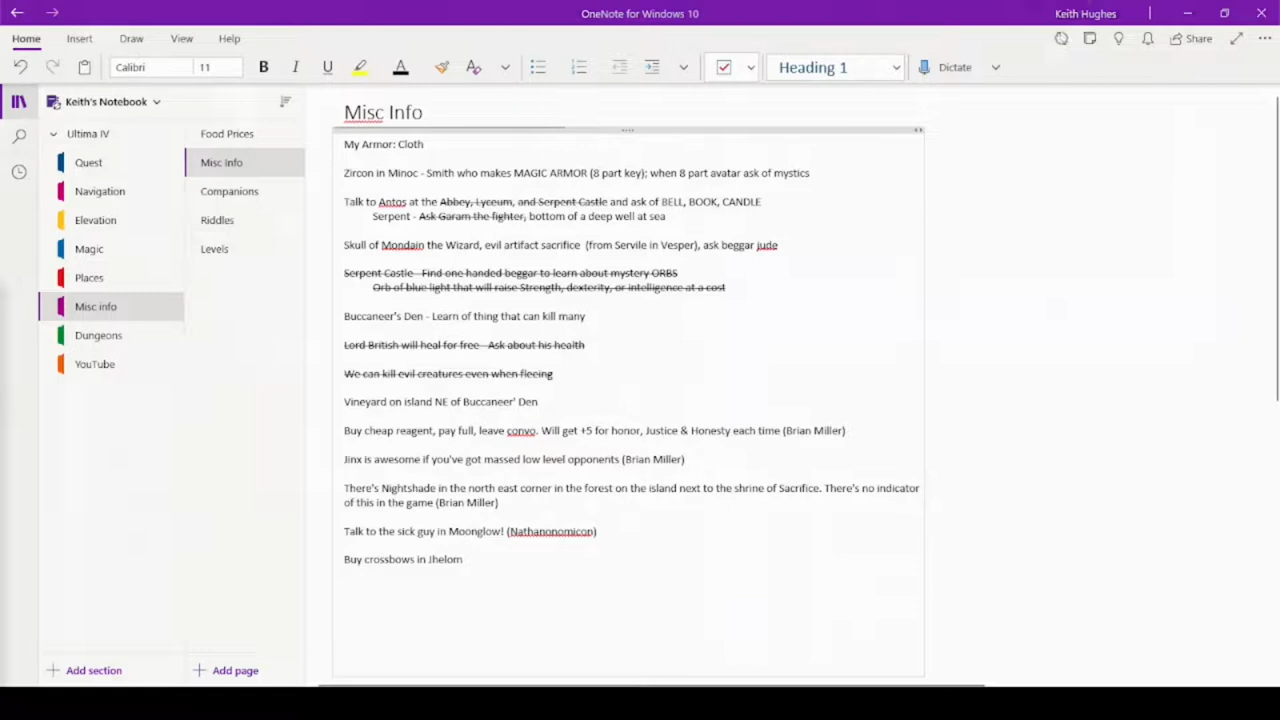 OneNote for Windows 10
Keith Hughes
Home Insert Draw View Help
Share
Calibri 11 B I U A Heading 1 Dictate
Keith's Notebook
Ultima IV
Quest
Navigation
Elevation
Magic
Places
Misc info
Dungeons
YouTube
Add section
Food Prices
Misc Info
Companions
Riddles
Levels
Add page
Misc Info
My Armor: Cloth
Zircon in Minoc - Smith who makes MAGIC ARMOR (8 part key); when 8 part avatar ask of mystics
Talk to Antos at the Abbey, Lyceum, and Serpent Castle and ask of BELL, BOOK, CANDLE
Serpent - Ask Garam the fighter, bottom of a deep well at sea
Skull of Mondain the Wizard, evil artifact sacrifice (from Servile in Vesper), ask beggar jude
Serpent Castle - Find one handed beggar to learn about mystery ORBS
Orb of blue light that will raise Strength, dexterity, or intelligence at a cost
Buccaneer's Den - Learn of thing that can kill many
Lord British will heal for free - Ask about his health
We can kill evil creatures even when fleeing
Vineyard on island NE of Buccaneer' Den
Buy cheap reagent, pay full, leave convo. Will get +5 for honor, Justice & Honesty each time (Brian Miller)
Jinx is awesome if you've got massed low level opponents (Brian Miller)
There's Nightshade in the north east corner in the forest on the island next to the shrine of Sacrifice. There's no indicator
of this in the game (Brian Miller)
Talk to the sick guy in Moonglow! (Nathanonomicon)
Buy crossbows in Jhelom